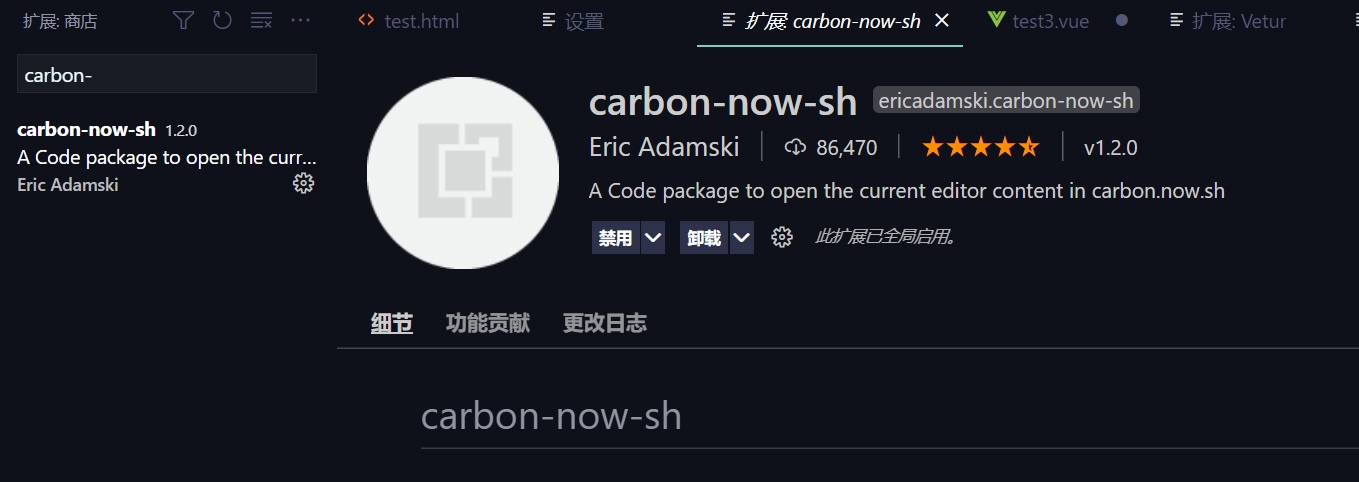 扩展: 商店
test.html
设置
扩展: carbon-now-sh
test3.vue
扩展: Vetur
carbon-
carbon-now-sh 1.2.0
A Code package to open the curr...
Eric Adamski
carbon-now-sh ericadamski.carbon-now-sh
Eric Adamski 86,470 v1.2.0
A Code package to open the current editor content in carbon.now.sh
禁用 卸载 此扩展已全局启用。
细节 功能贡献 更改日志
carbon-now-sh